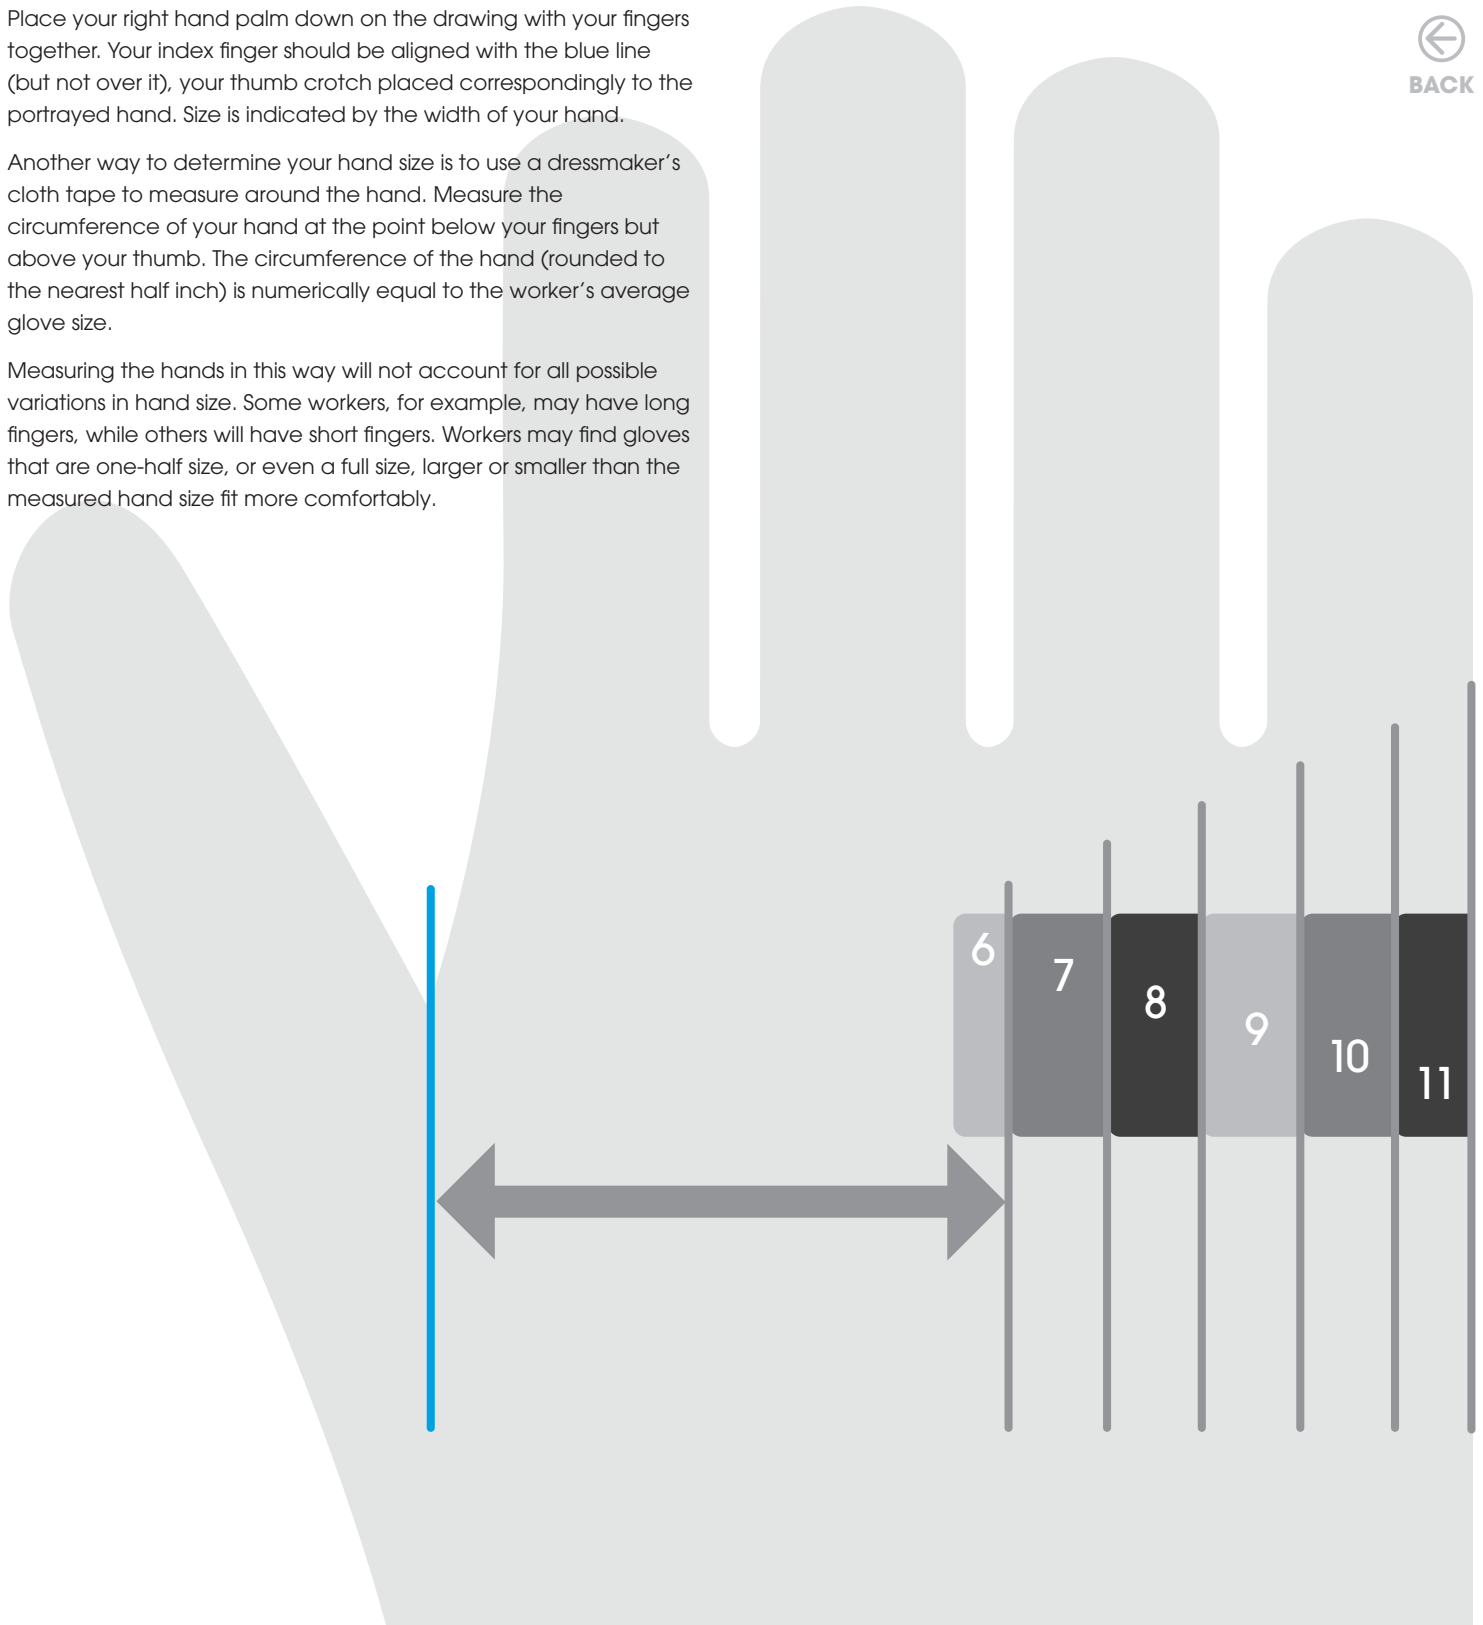 Place your right hand palm down on the drawing with your fingers
together. Your index finger should be aligned with the blue line
(but not over it), your thumb crotch placed correspondingly to the
portrayed hand. Size is indicated by the width of your hand.
Another way to determine your hand size is to use a dressmaker's
cloth tape to measure around the hand. Measure the
circumference of your hand at the point below your fingers but
above your thumb. The circumference of the hand (rounded to
the nearest half inch) is numerically equal to the worker's average
glove size.
Measuring the hands in this way will not account for all possible
variations in hand size. Some workers, for example, may have long
fingers, while others will have short fingers. Workers may find gloves
that are one-half size, or even a full size, larger or smaller than the
measured hand size fit more comfortably.
BACK
6
7
8
9
10
11